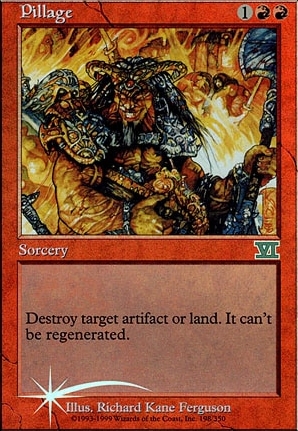 Pillage 1
Sorcery VI
Destroy target artifact or land. It can't
be regenerated.
Illus. Richard Kane Ferguson
©1993-1999 Wizards of the Coast, Inc. 198/350